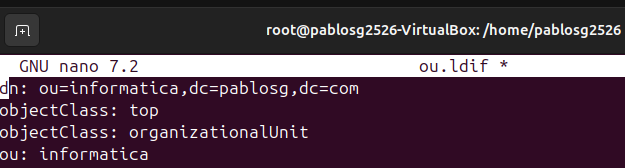 root@pablosg2526-VirtualBox: /home/pablosg2526
GNU nano 7.2 ou.ldif *
dn: ou=informatica,dc=pablosg,dc=com
objectClass: top
objectClass: organizationalUnit
ou: informatica